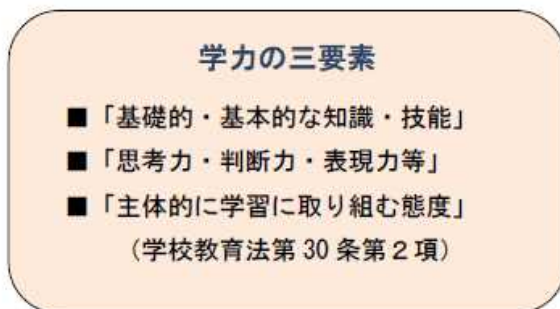 学力の三要素
■「基礎的・基本的な知識・技能」
■「思考力・判断力・表現力等」
■「主体的に学習に取り組む態度」
（学校教育法第 30 条第２項）